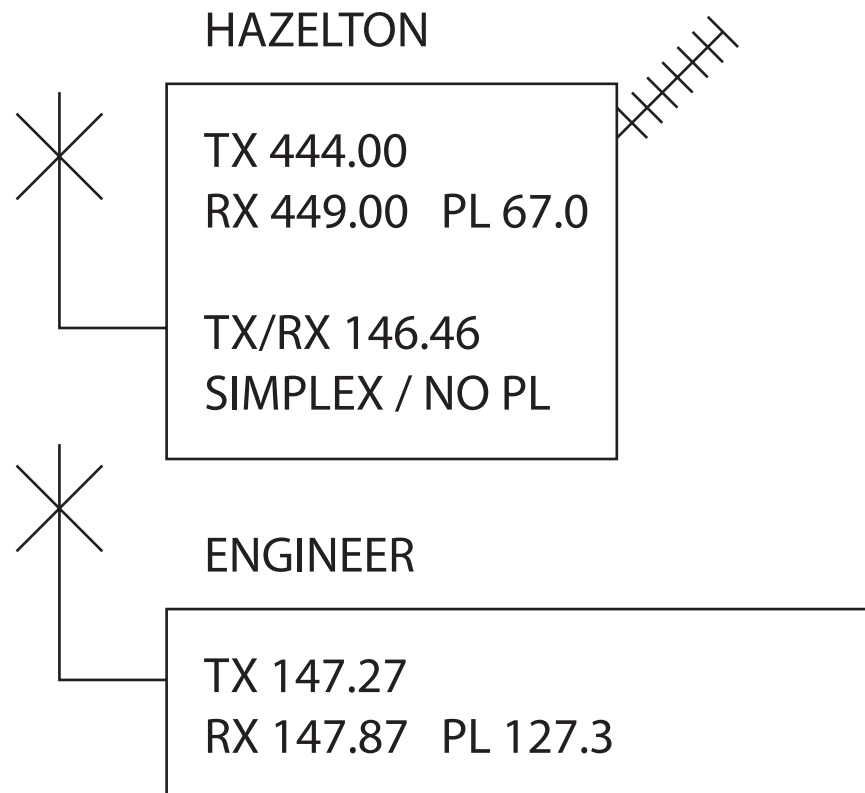 HAZELTON
TX 444.00
RX 449.00 PL 67.0
TX/RX 146.46
SIMPLEX / NO PL
ENGINEER
TX 147.27
RX 147.87 PL 127.3